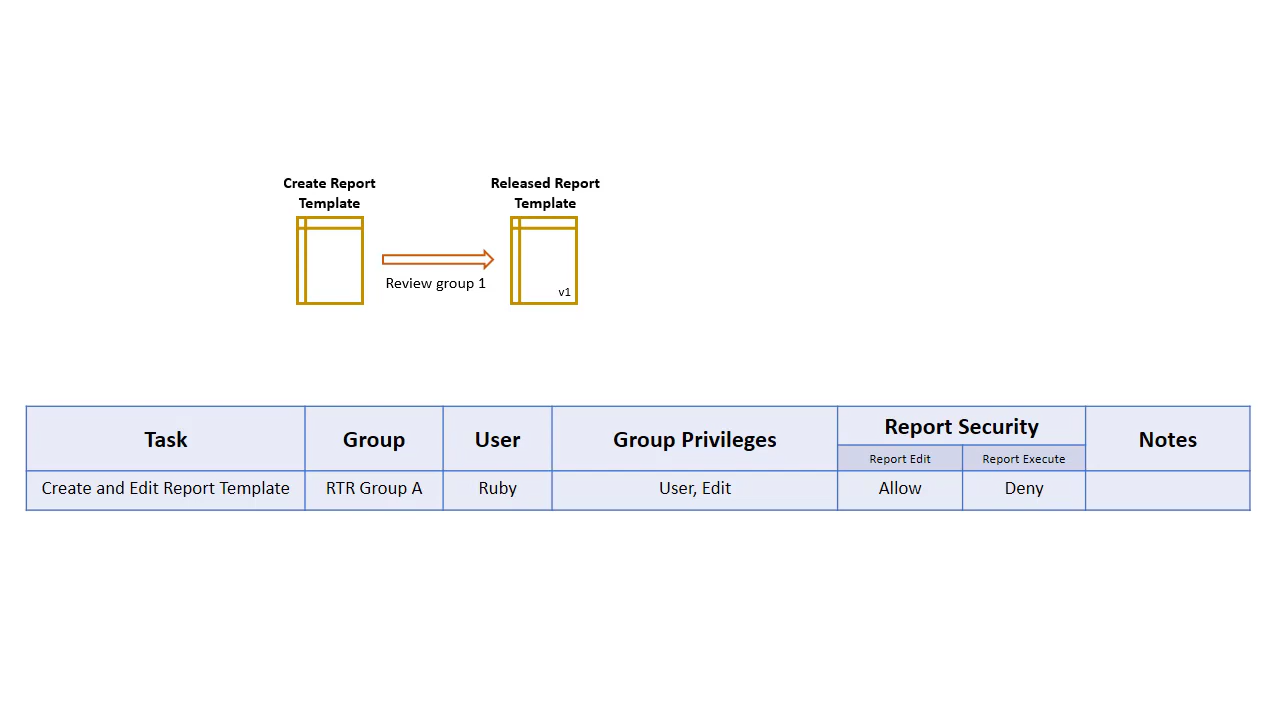 Create Report
Template
Released Report
Template
Review group 1
v1
Task
Group
User
Group Privileges
Report Security
Report Edit
Report Execute
Notes
Create and Edit Report Template
RTR Group A
Ruby
User, Edit
Allow
Deny